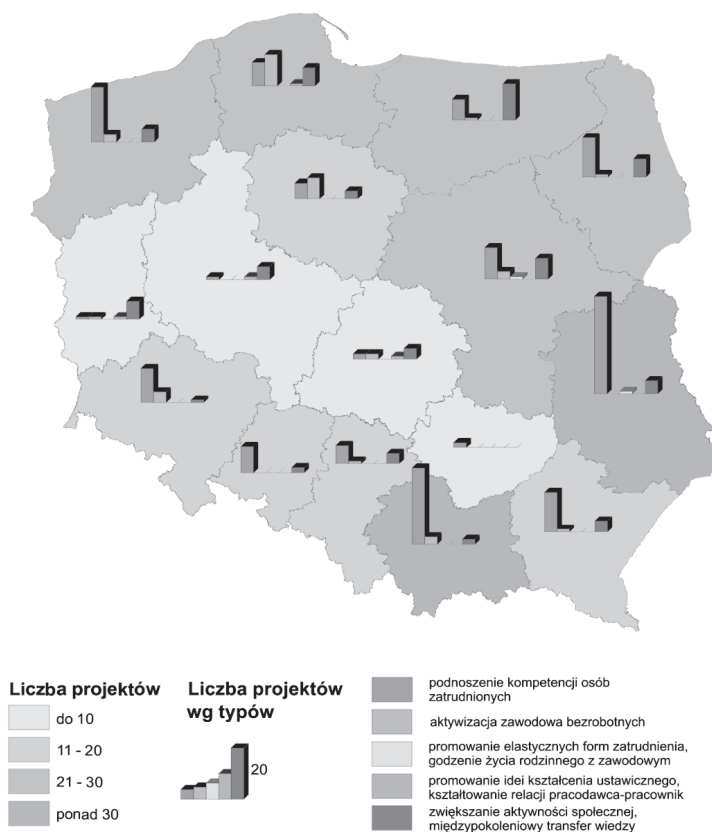 Liczba projektów
do 10
11 - 20
21 - 30
ponad 30
Liczba projektów
wg typów
20
podnoszenie kompetencji osób
zatrudnionych
aktywizacja zawodowa bezrobotnych
promowanie elastycznych form zatrudnienia,
godzenie życia rodzinnego z zawodowym
promowanie idei kształcenia ustawicznego,
kształtowanie relacji pracodawca-pracownik
zwiększanie aktywności społecznej,
międzypokoleniowy transfer wiedzy